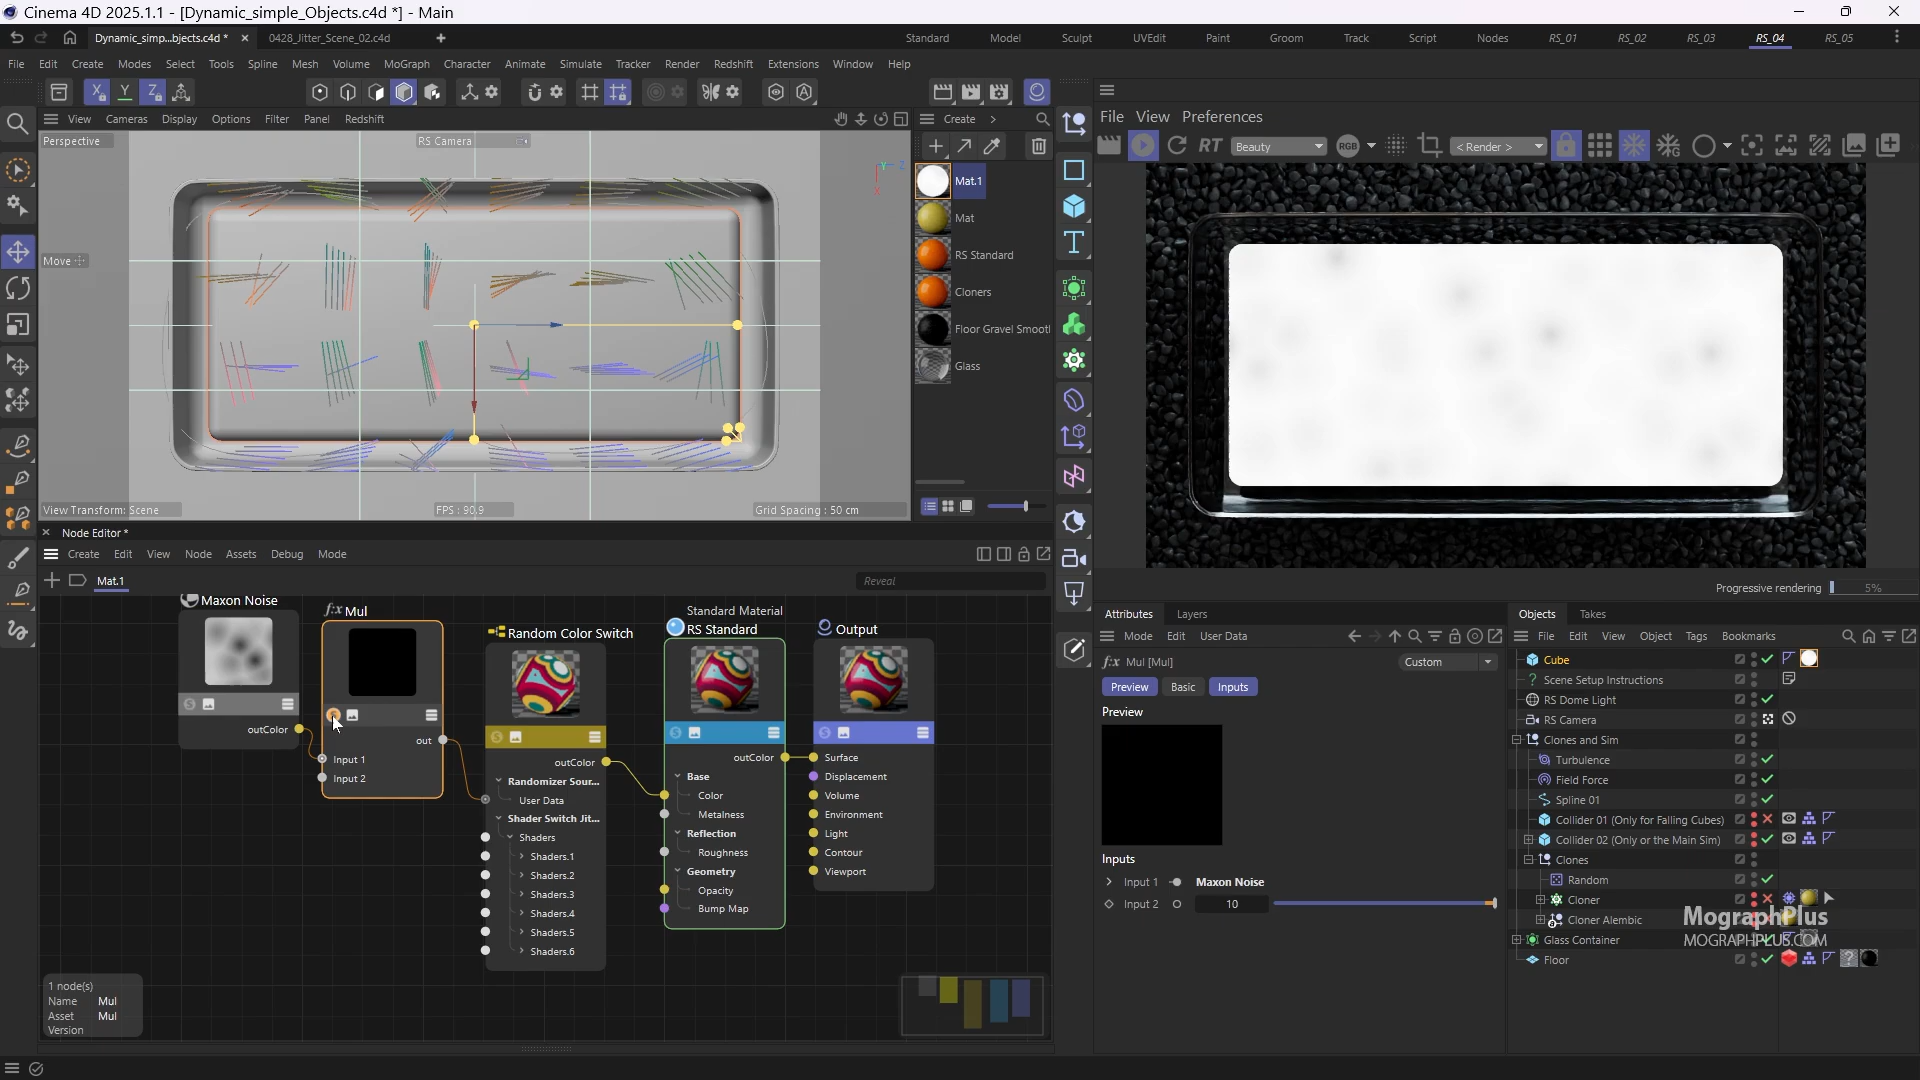 Cinema 4D 2025.1.1 - [Dynamic_simple_Objects.c4d *] - Main
Dynamic_simp...bjects.c4d *
0428_Jitter_Scene_02.c4d
Standard Model Sculpt UVEdit Paint Groom Track Script Nodes RS_01 RS_02 RS_03 RS_04 RS_05
File Edit Create Modes Select Tools Spline Mesh Volume MoGraph Character Animate Simulate Tracker Render Redshift Extensions Window Help
X Y Z
View Cameras Display Options Filter Panel Redshift
Perspective
RS Camera
Y Z
X
Move
View Transform: Scene
FPS : 90.9
Grid Spacing : 50 cm
Create
Mat.1
Mat
RS Standard
Cloners
Floor Gravel Smootl
Glass
File View Preferences
RT Beauty RGB < Render >
Progressive rendering 5%
Node Editor *
Create Edit View Node Assets Debug Mode
Mat.1
Reveal
Maxon Noise
outColor
f:x Mul
out
Input 1
Input 2
Random Color Switch
outColor
Randomizer Sour...
User Data
Shader Switch Jit...
Shaders
Shaders.1
Shaders.2
Shaders.3
Shaders.4
Shaders.5
Shaders.6
Standard Material
RS Standard
outColor
Base
Color
Metalness
Reflection
Roughness
Geometry
Opacity
Bump Map
Output
Surface
Displacement
Volume
Environment
Light
Contour
Viewport
1 node(s)
Name Mul
Asset Mul
Version
Attributes Layers
Mode Edit User Data
f:x Mul [Mul]
Custom
Preview Basic Inputs
Preview
Inputs
Input 1 Maxon Noise
Input 2 10
Objects Takes
File Edit View Object Tags Bookmarks
Cube
Scene Setup Instructions
RS Dome Light
RS Camera
Clones and Sim
Turbulence
Field Force
Spline 01
Collider 01 (Only for Falling Cubes)
Collider 02 (Only or the Main Sim)
Clones
Random
Cloner
Cloner Alembic
Glass Container
Floor
MographPlus
MOGRAPHPLUS.COM